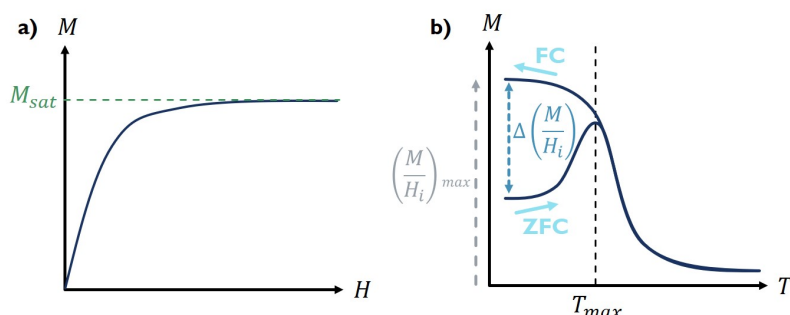 a)
M
M_sat
H
b)
M
FC
Δ(M/H_i)
(M/H_i)_max
ZFC
T
T_max